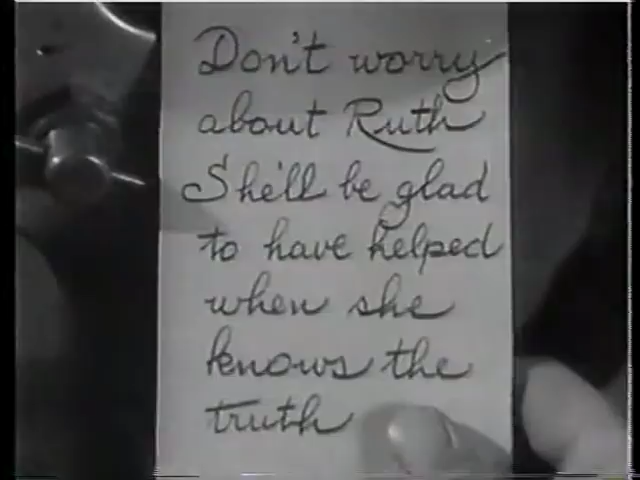 Don't worry
about Ruth
She'll be glad
to have helped
when she
knows the
truth